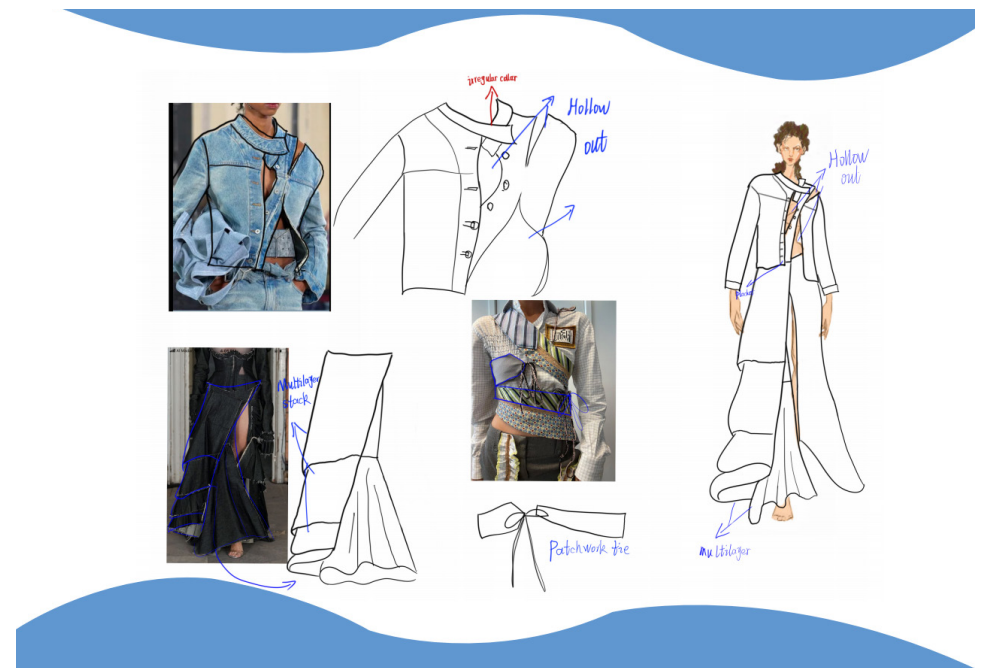 irregular collar
Hollow
out
Hollow
out
Multilayer
stack
Patchwork tie
multilayer